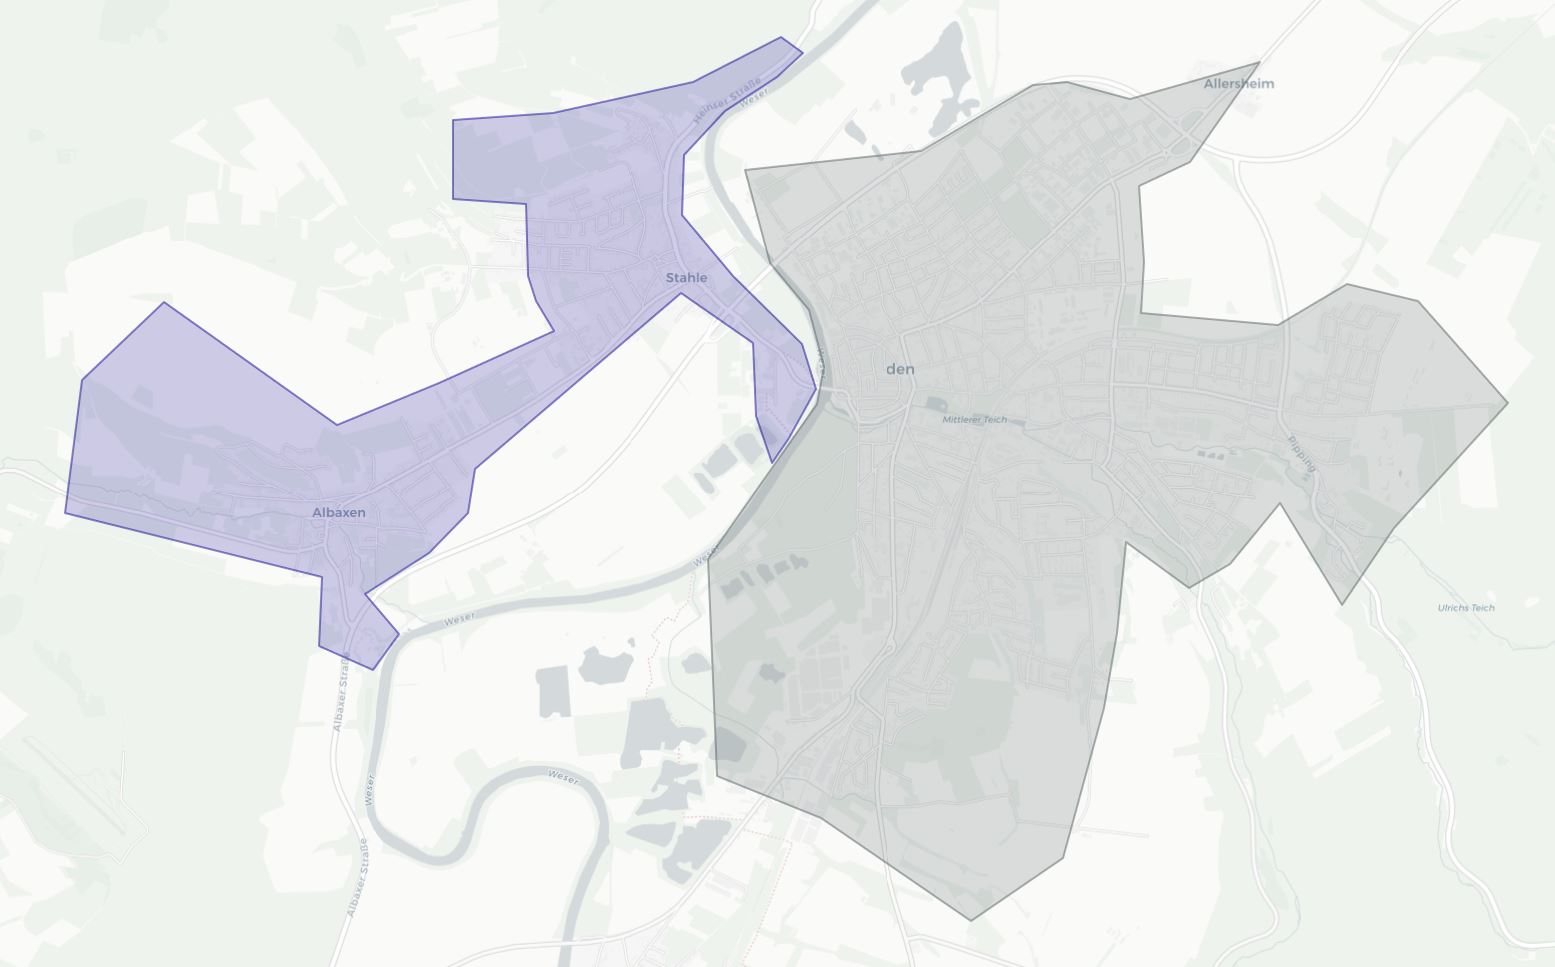 Heinser Straße
Weser
Allersheim
Stahle
Weser
den
Mittlerer Teich
Pipping
Albaxen
Weser
Weser
Ulrichs Teich
Albaxer Straße
Weser
Weser
Albaxer Straße